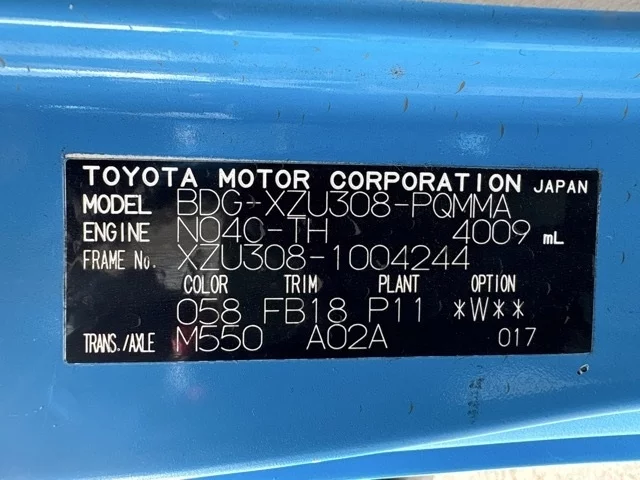 TOYOTA MOTOR CORPORATION JAPAN
MODEL BDG-XZU308-PQMMA
ENGINE N04C-TH 4009 mL
FRAME No. XZU308-1004244
COLOR TRIM PLANT OPTION
058 FB18 P11 *W**
TRANS./AXLE M550 A02A 017